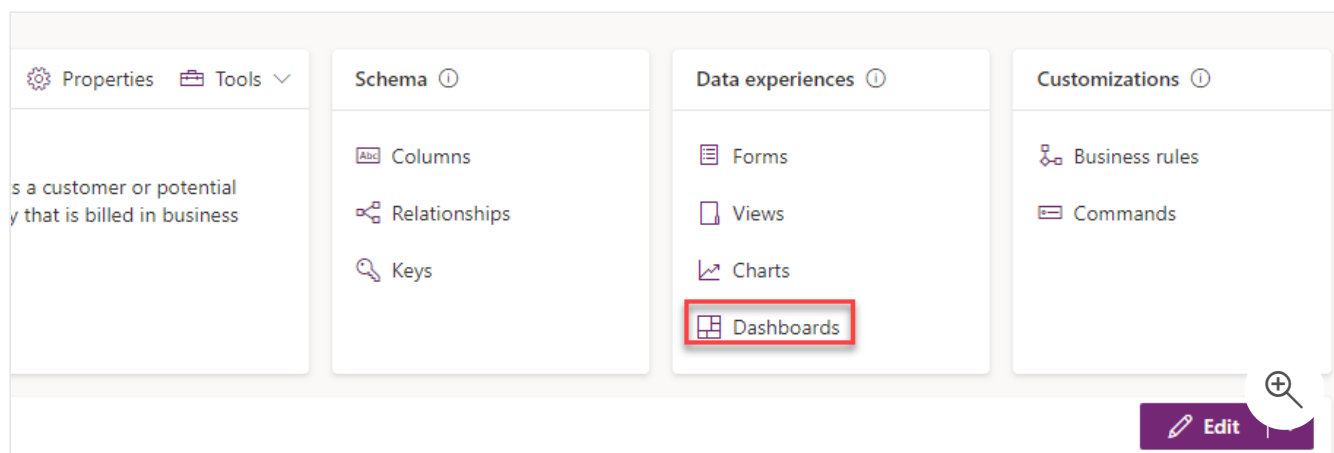 Properties Tools
s a customer or potential
y that is billed in business
Schema
Abc Columns
Relationships
Keys
Data experiences
Forms
Views
Charts
Dashboards
Customizations
Business rules
Commands
Edit